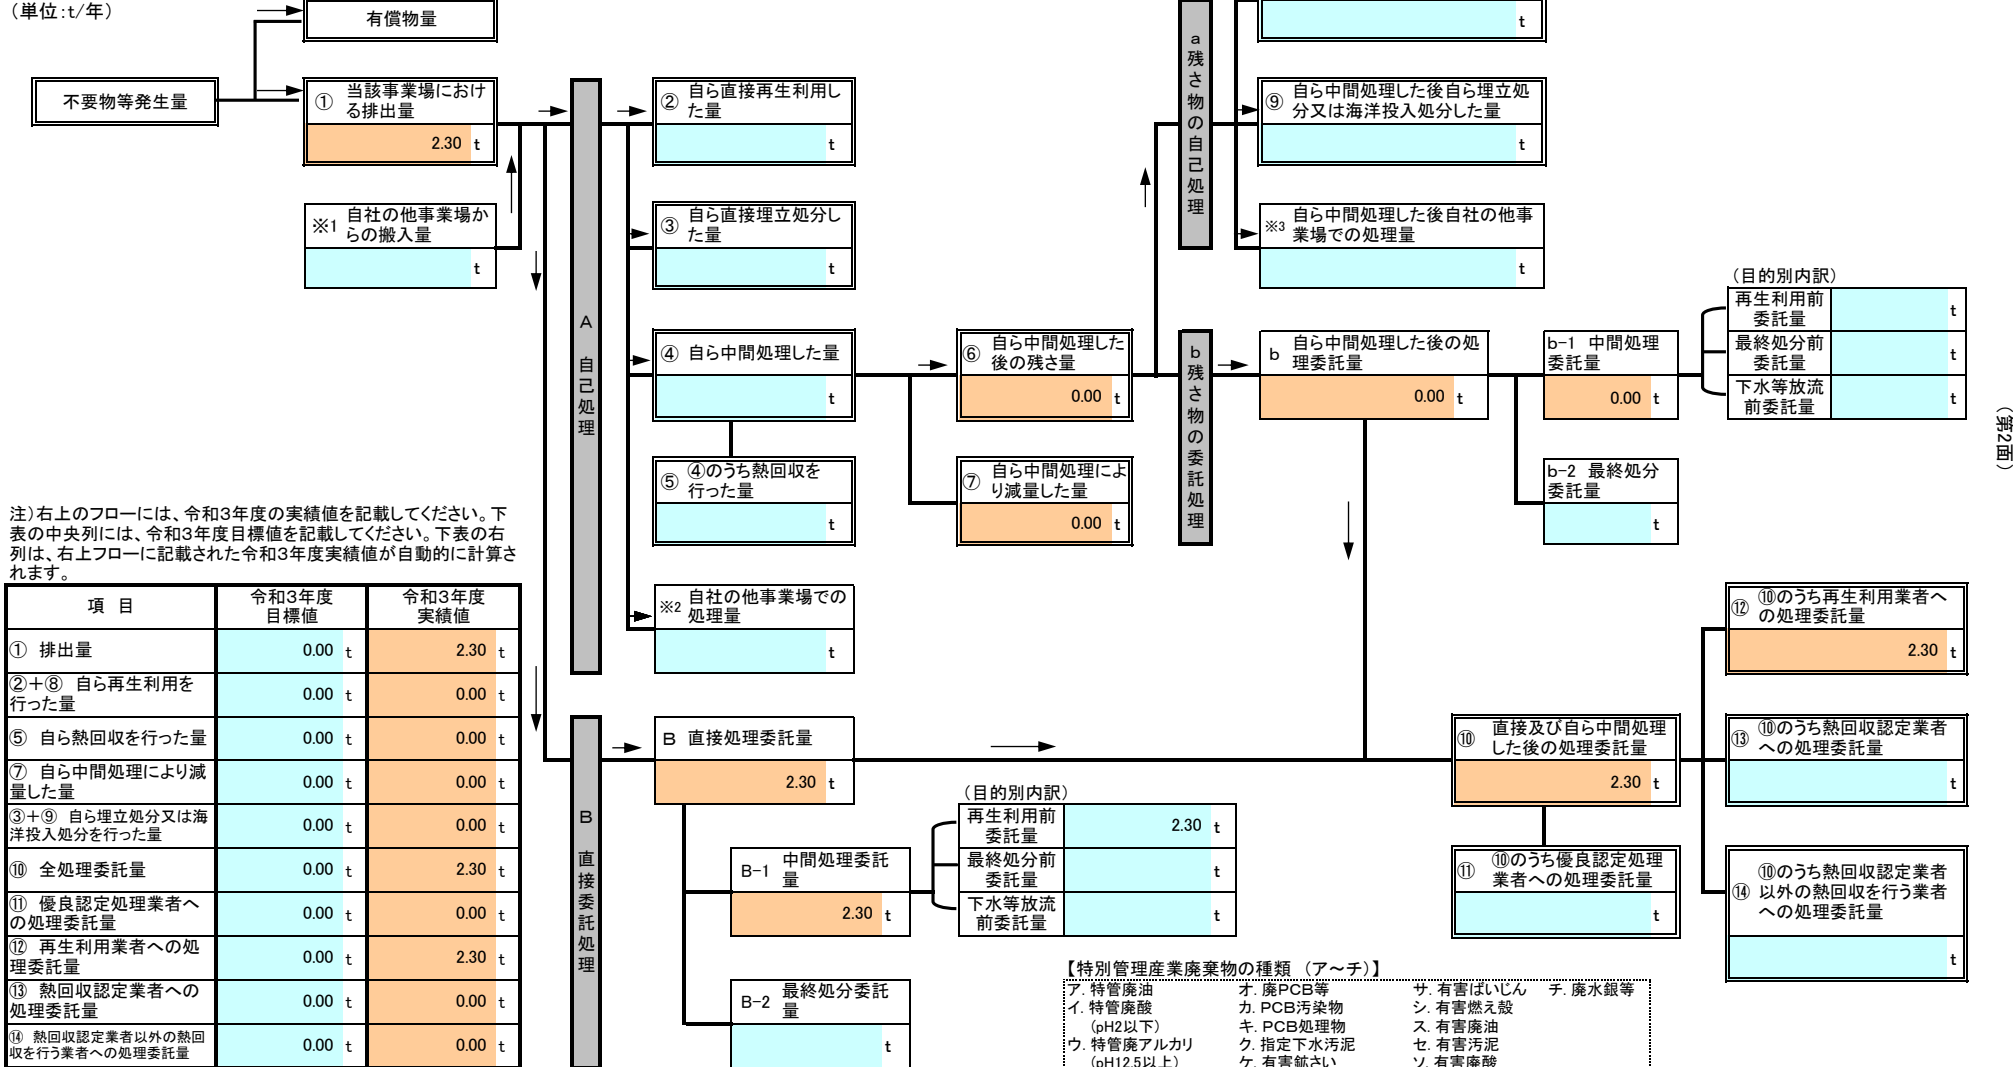 （単位：t/年）
有償物量
不要物等発生量
① 当該事業場におけ
る排出量
2.30 t
※1 自社の他事業場か
らの搬入量
t
A 自己処理
② 自ら直接再生利用し
た量
t
③ 自ら直接埋立処分し
た量
t
④ 自ら中間処理した量
t
⑤ ④のうち熱回収を
行った量
t
※2 自社の他事業場での
処理量
t
⑥ 自ら中間処理した
後の残さ量
0.00 t
⑦ 自ら中間処理によ
り減量した量
0.00 t
a 残さ物の自己処理
t
⑨ 自ら中間処理した後自ら埋立処
分又は海洋投入処分した量
t
※3 自ら中間処理した後自社の他事
業場での処理量
t
b 残さ物の委託処理
b 自ら中間処理した後の処
理委託量
0.00 t
b-1 中間処理
委託量
0.00 t
b-2 最終処分
委託量
t
（目的別内訳）
再生利用前
委託量
t
最終処分前
委託量
t
下水等放流
前委託量
t
（第2面）
注）右上のフローには、令和3年度の実績値を記載してください。下
表の中央列には、令和3年度目標値を記載してください。下表の右
列は、右上フローに記載された令和3年度実績値が自動的に計算さ
れます。
項 目 令和3年度
目標値 令和3年度
実績値
① 排出量 0.00 t 2.30 t
②＋⑧ 自ら再生利用を
行った量 0.00 t 0.00 t
⑤ 自ら熱回収を行った量 0.00 t 0.00 t
⑦ 自ら中間処理により減
量した量 0.00 t 0.00 t
③＋⑨ 自ら埋立処分又は海
洋投入処分を行った量 0.00 t 0.00 t
⑩ 全処理委託量 0.00 t 2.30 t
⑪ 優良認定処理業者へ
の処理委託量 0.00 t 0.00 t
⑫ 再生利用業者への処
理委託量 0.00 t 2.30 t
⑬ 熱回収認定業者への
処理委託量 0.00 t 0.00 t
⑭ 熱回収認定業者以外の熱回
収を行う業者への処理委託量 0.00 t 0.00 t
B 直接委託処理
B 直接処理委託量
2.30 t
B-1 中間処理委託
量
2.30 t
B-2 最終処分委託
量
t
（目的別内訳）
再生利用前
委託量
2.30 t
最終処分前
委託量
t
下水等放流
前委託量
t
⑩ 直接及び自ら中間処理
した後の処理委託量
2.30 t
⑪ ⑩のうち優良認定処理
業者への処理委託量
t
⑫ ⑩のうち再生利用業者へ
の処理委託量
2.30 t
⑬ ⑩のうち熱回収認定業者
への処理委託量
t
⑭ ⑩のうち熱回収認定業者
以外の熱回収を行う業者
への処理委託量
t
【特別管理産業廃棄物の種類 （ア～チ）】
ア．特管廃油 オ．廃PCB等 サ．有害ばいじん チ．廃水銀等
イ．特管廃酸 カ．PCB汚染物 シ．有害燃え殻
（pH2以下） キ．PCB処理物 ス．有害廃油
ウ．特管廃アルカリ ク．指定下水汚泥 セ．有害汚泥
（pH12.5以上） ケ．有害鉱さい ソ．有害廃酸